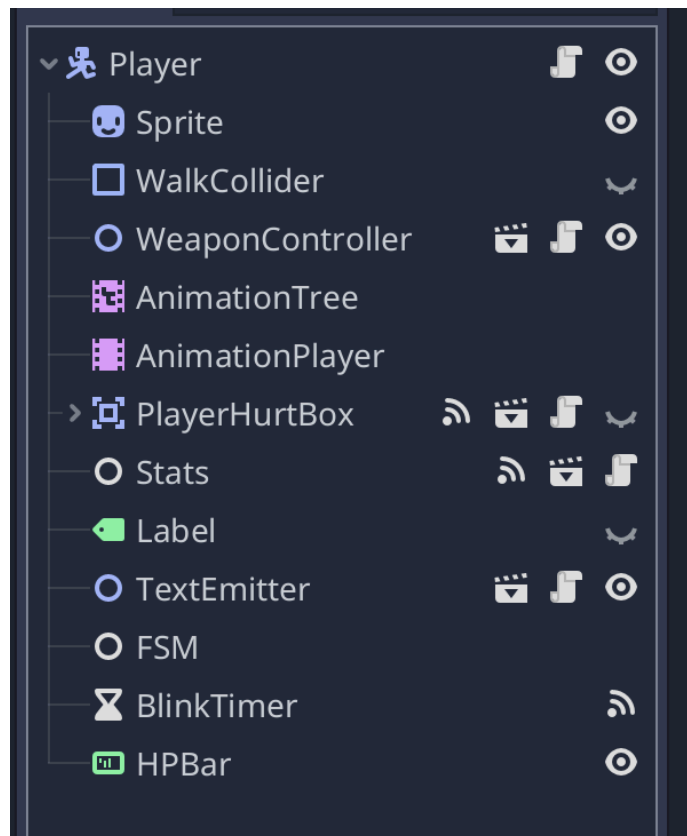 Player
Sprite
WalkCollider
WeaponController
AnimationTree
AnimationPlayer
PlayerHurtBox
Stats
Label
TextEmitter
FSM
BlinkTimer
HPBar